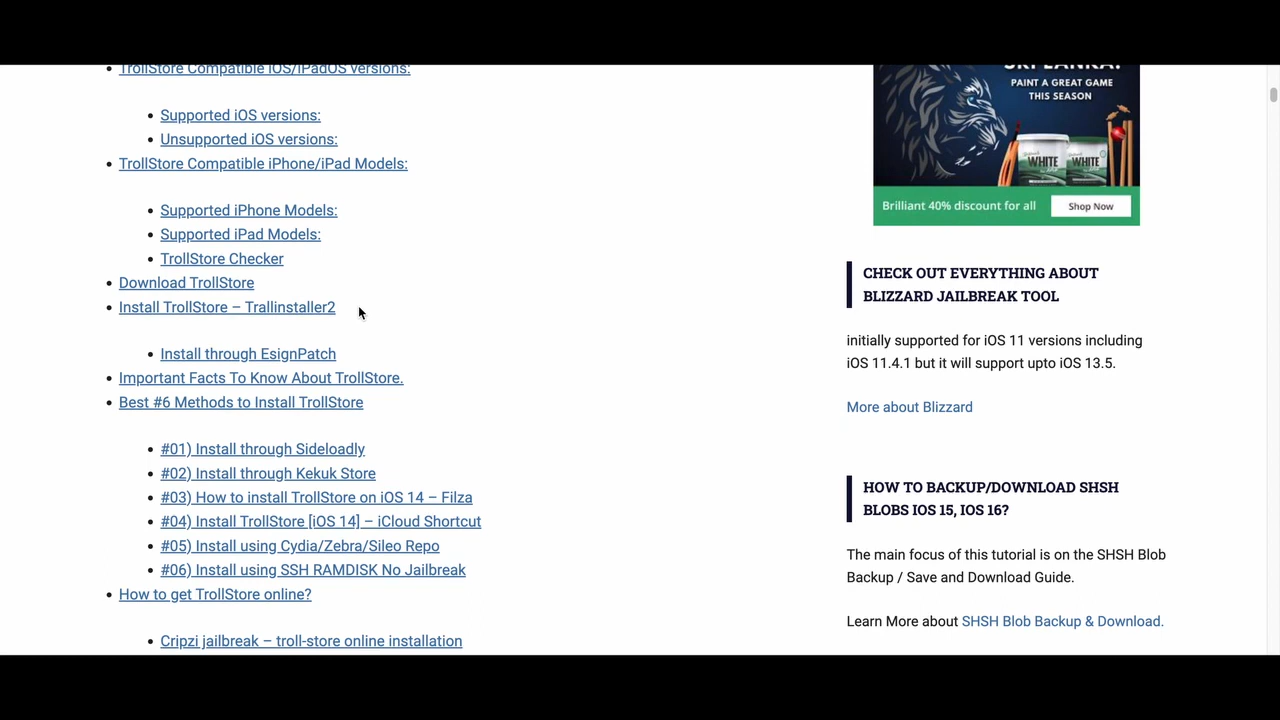 TrollStore Compatible iOS/iPadOS versions:
Supported iOS versions:
Unsupported iOS versions:
TrollStore Compatible iPhone/iPad Models:
Supported iPhone Models:
Supported iPad Models:
TrollStore Checker
Download TrollStore
Install TrollStore – Trallinstaller2
Install through EsignPatch
Important Facts To Know About TrollStore.
Best #6 Methods to Install TrollStore
#01) Install through Sideloadly
#02) Install through Kekuk Store
#03) How to install TrollStore on iOS 14 – Filza
#04) Install TrollStore [iOS 14] – iCloud Shortcut
#05) Install using Cydia/Zebra/Sileo Repo
#06) Install using SSH RAMDISK No Jailbreak
How to get TrollStore online?
Cripzi jailbreak – troll-store online installation
SRI LANKA!
PAINT A GREAT GAME
THIS SEASON
WHITE
WHITE
Brilliant 40% discount for all
Shop Now
CHECK OUT EVERYTHING ABOUT
BLIZZARD JAILBREAK TOOL
initially supported for iOS 11 versions including
iOS 11.4.1 but it will support upto iOS 13.5.
More about Blizzard
HOW TO BACKUP/DOWNLOAD SHSH
BLOBS IOS 15, IOS 16?
The main focus of this tutorial is on the SHSH Blob
Backup / Save and Download Guide.
Learn More about SHSH Blob Backup & Download.